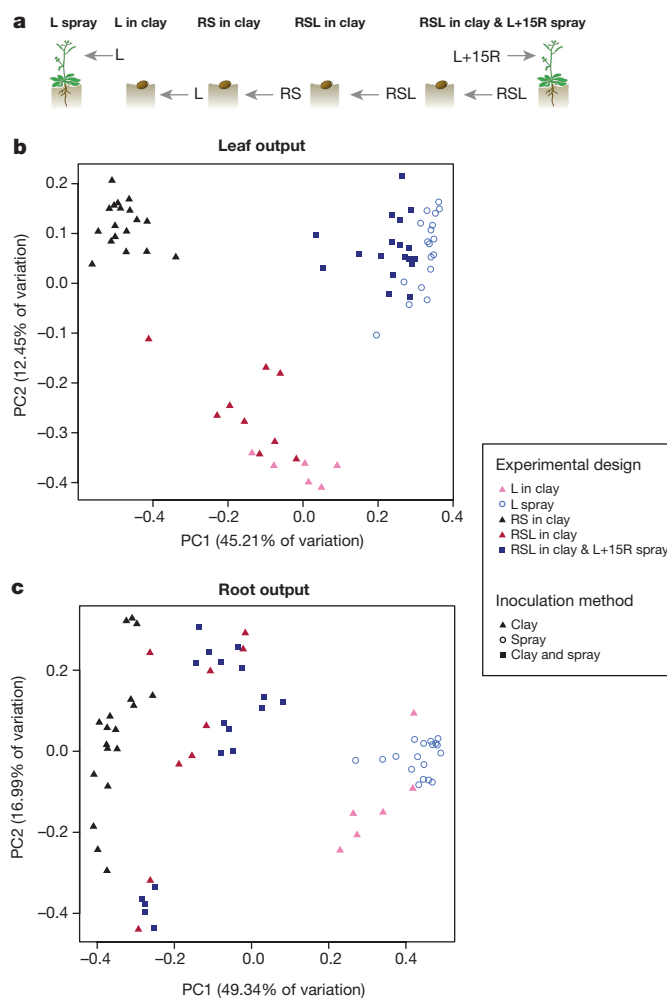 a
L spray L in clay RS in clay RSL in clay RSL in clay & L+15R spray
L L+15R
L RS RSL RSL
b
Leaf output
0.2
0.1
0.0
−0.1
−0.2
−0.3
−0.4
PC2 (12.45% of variation)
−0.4 −0.2 0.0 0.2 0.4
PC1 (45.21% of variation)
Experimental design
L in clay
L spray
RS in clay
RSL in clay
RSL in clay & L+15R spray
Inoculation method
Clay
Spray
Clay and spray
c
Root output
0.2
0.0
−0.2
−0.4
PC2 (16.99% of variation)
−0.4 −0.2 0.0 0.2 0.4
PC1 (49.34% of variation)